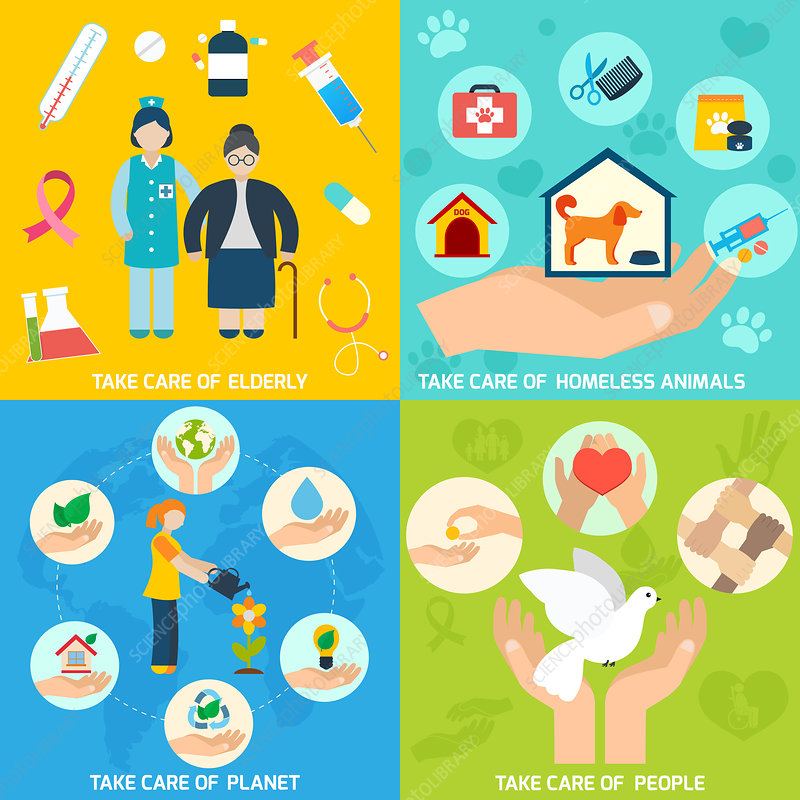 TAKE CARE OF ELDERLY
DOG
TAKE CARE OF HOMELESS ANIMALS
TAKE CARE OF PLANET
TAKE CARE OF PEOPLE
SCIENCEphotoLIBRARY